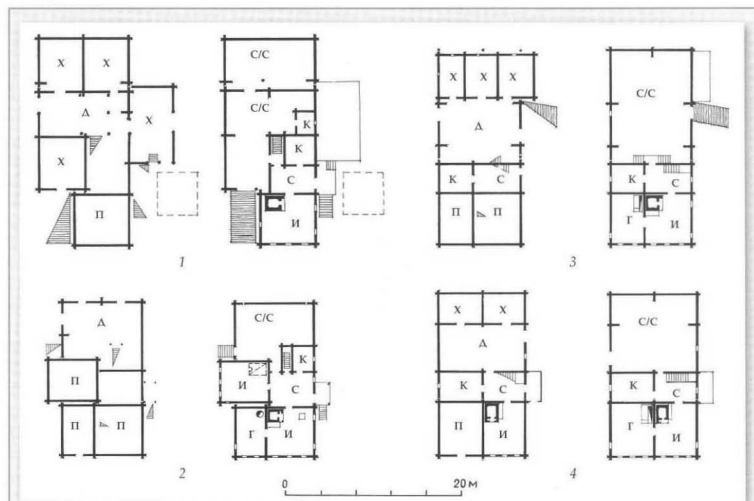 Х Х
Д
Х
Х
П
С/С
С/С
К
К
С
И
1
Х Х Х
Д
К С
П П
С/С
К С
Г И
3
Д
П
П П
С/С
К
И С
Г И
2
Х Х
Д
К С
П И
С/С
К С
Г И
4
0 20 м